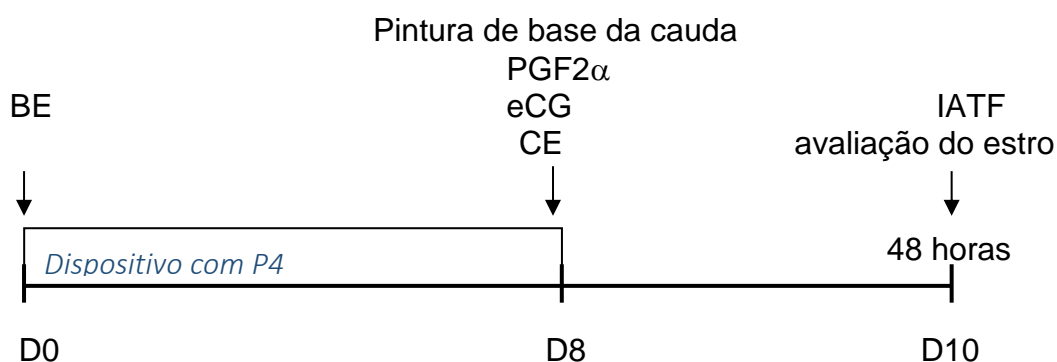 Pintura de base da cauda
PGF2α
BE
eCG
IATF
CE
avaliação do estro
48 horas
Dispositivo com P4
D0
D8
D10